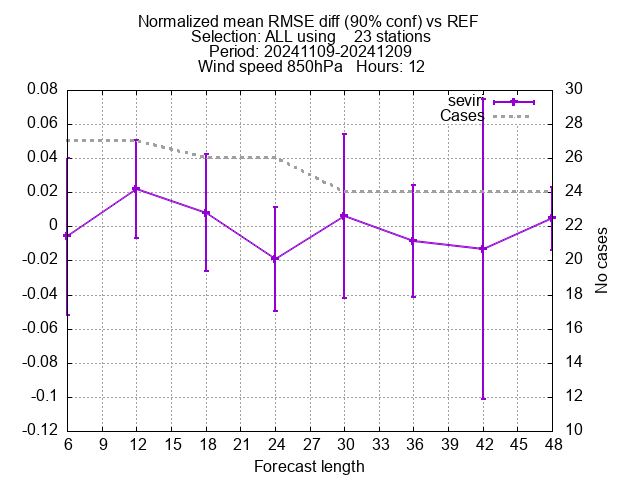 Normalized mean RMSE diff (90% conf) vs REF
Selection: ALL using 23 stations
Period: 20241109-20241209
Wind speed 850hPa Hours: 12
sevir
Cases
0.08
0.06
0.04
0.02
0
-0.02
-0.04
-0.06
-0.08
-0.1
-0.12
30
28
26
24
22
20
18
16
14
12
10
No cases
6 9 12 15 18 21 24 27 30 33 36 39 42 45 48
Forecast length